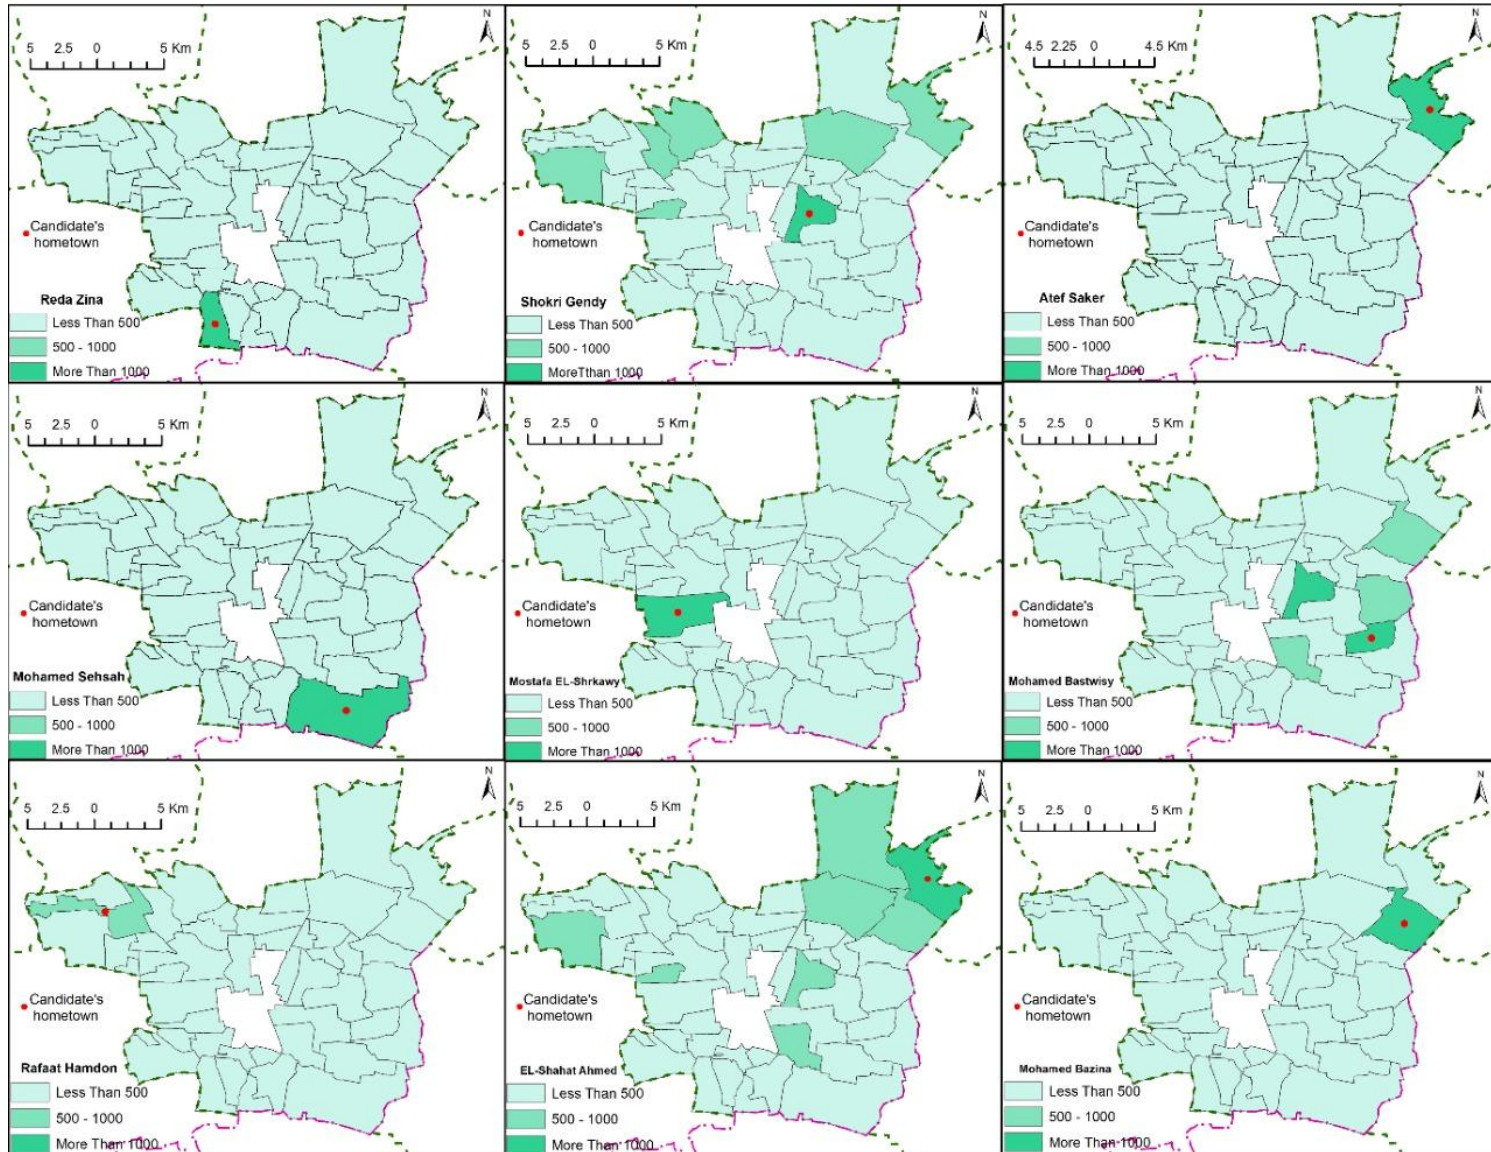 N
5 2.5 0 5 Km
Candidate's
hometown
Reda Zina
Less Than 500
500 - 1000
More Than 1000
N
5 2.5 0 5 Km
Candidate's
hometown
Shokri Gendy
Less Than 500
500 - 1000
MoreTthan 1000
N
4.5 2.25 0 4.5 Km
Candidate's
hometown
Atef Saker
Less Than 500
500 - 1000
More Than 1000
N
5 2.5 0 5 Km
Candidate's
hometown
Mohamed Sehsah
Less Than 500
500 - 1000
More Than 1000
N
5 2.5 0 5 Km
Candidate's
hometown
Mostafa EL-Shrkawy
Less Than 500
500 - 1000
More Than 1000
N
5 2.5 0 5 Km
Candidate's
hometown
Mohamed Bastwisy
Less Than 500
500 - 1000
More Than 1000
N
5 2.5 0 5 Km
Candidate's
hometown
Rafaat Hamdon
Less Than 500
500 - 1000
More Than 1000
N
5 2.5 0 5 Km
Candidate's
hometown
EL-Shahat Ahmed
Less Than 500
500 - 1000
More Than 1000
N
5 2.5 0 5 Km
Candidate's
hometown
Mohamed Bazina
Less Than 500
500 - 1000
More Than 1000